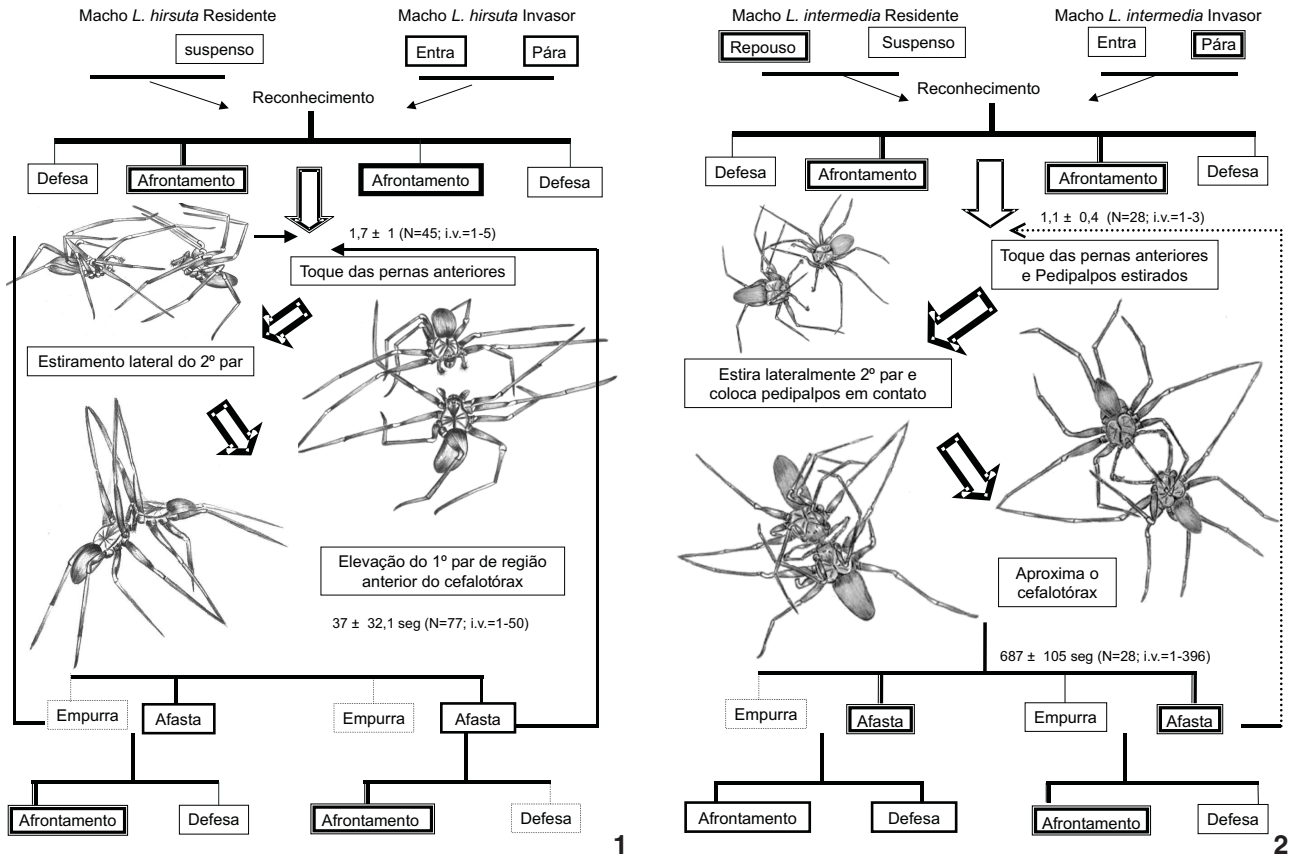 Macho L. hirsuta Residente
Macho L. hirsuta Invasor
suspenso
Entra
Pára
Reconhecimento
Defesa
Afrontamento
Afrontamento
Defesa
1,7 ± 1 (N=45; i.v.=1-5)
Toque das pernas anteriores
Estiramento lateral do 2º par
Elevação do 1º par de região
anterior do cefalotórax
37 ± 32,1 seg (N=77; i.v.=1-50)
Empurra
Afasta
Empurra
Afasta
Afrontamento
Defesa
Afrontamento
Defesa
1
Macho L. intermedia Residente
Macho L. intermedia Invasor
Repouso
Suspenso
Entra
Pára
Reconhecimento
Defesa
Afrontamento
Afrontamento
Defesa
1,1 ± 0,4 (N=28; i.v.=1-3)
Toque das pernas anteriores
e Pedipalpos estirados
Estira lateralmente 2º par e
coloca pedipalpos em contato
Aproxima o
cefalotórax
687 ± 105 seg (N=28; i.v.=1-396)
Empurra
Afasta
Empurra
Afasta
Afrontamento
Defesa
Afrontamento
Defesa
2